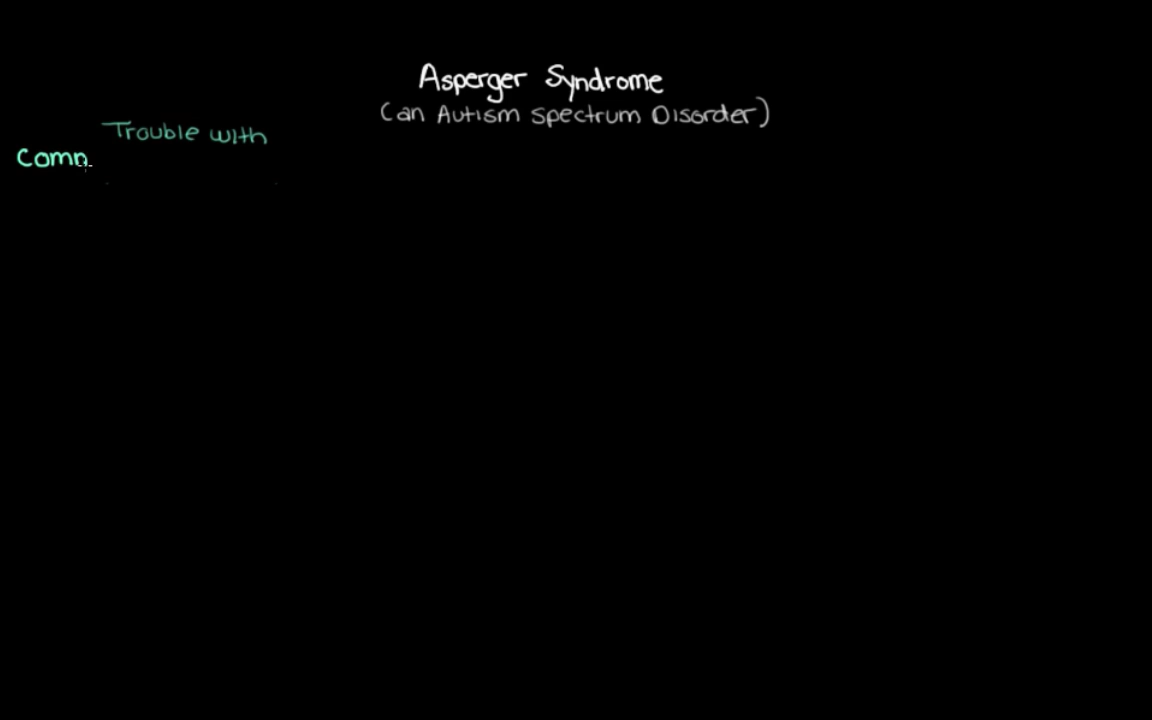 Asperger Syndrome
(an Autism Spectrum Disorder)
Trouble with
Comm